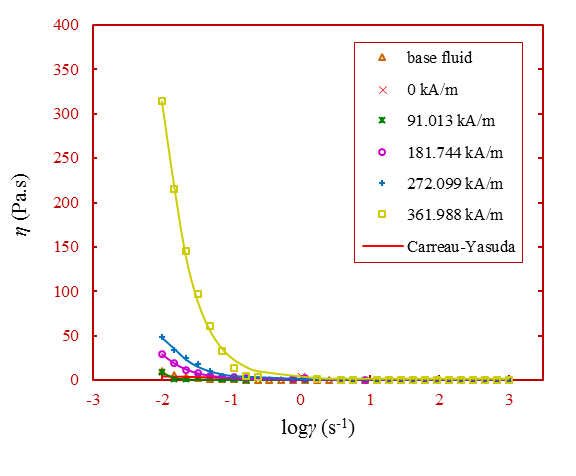 400
350
300
250
200
150
100
50
0
η (Pa.s)
-3 -2 -1 0 1 2 3
logγ (s-1)
base fluid
0 kA/m
91.013 kA/m
181.744 kA/m
272.099 kA/m
361.988 kA/m
Carreau-Yasuda